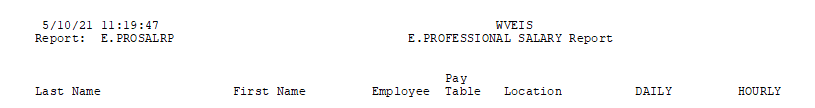 5/10/21 11:19:47 WVEIS
Report: E.PROSALRP E.PROFESSIONAL SALARY Report
Pay
Last Name First Name Employee Table Location DAILY HOURLY